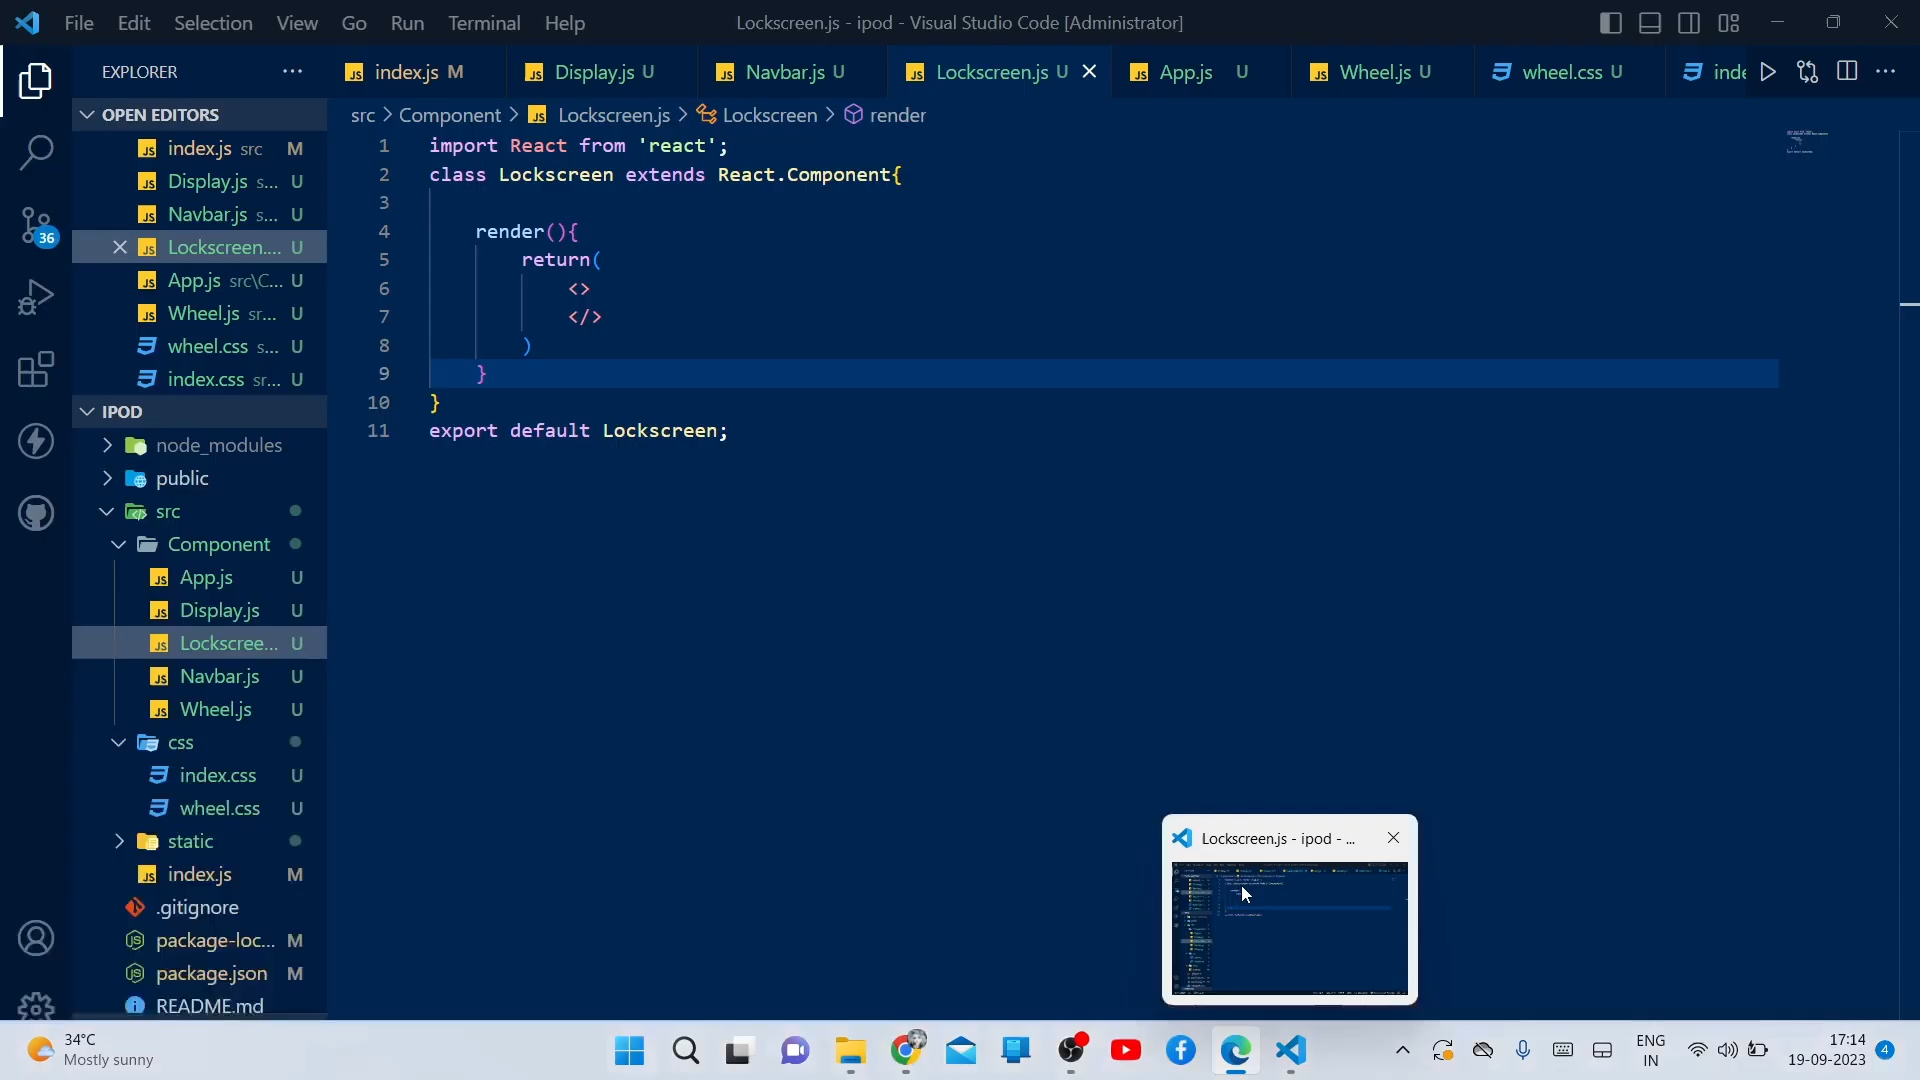 File Edit Selection View Go Run Terminal Help
Lockscreen.js - ipod - Visual Studio Code [Administrator]
EXPLORER
index.js M
Display.js U
Navbar.js U
Lockscreen.js U
App.js U
Wheel.js U
wheel.css U
inde
OPEN EDITORS
index.js src M
Display.js s... U
Navbar.js s... U
Lockscreen.... U
App.js src\C... U
Wheel.js sr... U
wheel.css s... U
index.css sr... U
36
IPOD
node_modules
public
src
Component
App.js U
Display.js U
Lockscree... U
Navbar.js U
Wheel.js U
css
index.css U
wheel.css U
static
index.js M
.gitignore
package-loc... M
package.json M
README.md
src > Component > JS Lockscreen.js > Lockscreen > render
1 import React from 'react';
2 class Lockscreen extends React.Component{
3
4 render(){
5 return(
6 <>
7 </>
8 )
9 }
10 }
11 export default Lockscreen;
Lockscreen.js - ipod - ...
34°C
Mostly sunny
ENG
IN
17:14
19-09-2023
4